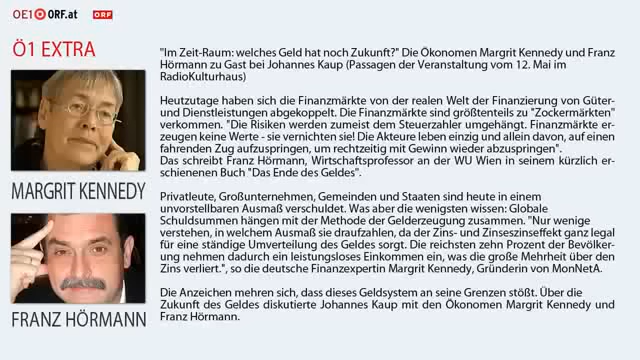 OE1 ORF.at ORF
Ö1 EXTRA
MARGRIT KENNEDY
FRANZ HÖRMANN
"Im Zeit-Raum: welches Geld hat noch Zukunft?" Die Ökonomen Margrit Kennedy und Franz
Hörmann zu Gast bei Johannes Kaup (Passagen der Veranstaltung vom 12. Mai im
RadioKulturhaus)
Heutzutage haben sich die Finanzmärkte von der realen Welt der Finanzierung von Güter-
und Dienstleistungen abgekoppelt. Die Finanzmärkte sind größtenteils zu "Zockermärkten"
verkommen. "Die Risiken werden zumeist dem Steuerzahler umgehängt. Finanzmärkte er-
zeugen keine Werte - sie vernichten sie! Die Akteure leben einzig und allein davon, auf einen
fahrenden Zug aufzuspringen, um rechtzeitig mit Gewinn wieder abzuspringen".
Das schreibt Franz Hörmann, Wirtschaftsprofessor an der WU Wien in seinem kürzlich er-
schienenen Buch "Das Ende des Geldes".
Privatleute, Großunternehmen, Gemeinden und Staaten sind heute in einem
unvorstellbaren Ausmaß verschuldet. Was aber die wenigsten wissen: Globale
Schuldsummen hängen mit der Methode der Gelderzeugung zusammen. "Nur wenige
verstehen, in welchem Ausmaß sie draufzahlen, da der Zins- und Zinseszinseffekt ganz legal
für eine ständige Umverteilung des Geldes sorgt. Die reichsten zehn Prozent der Bevölker-
ung nehmen dadurch ein leistungsloses Einkommen ein, was die große Mehrheit über den
Zins verliert.", so die deutsche Finanzexpertin Margrit Kennedy, Gründerin von MonNetA.
Die Anzeichen mehren sich, dass dieses Geldsystem an seine Grenzen stößt. Über die
Zukunft des Geldes diskutierte Johannes Kaup mit den Ökonomen Margrit Kennedy und
Franz Hörmann.